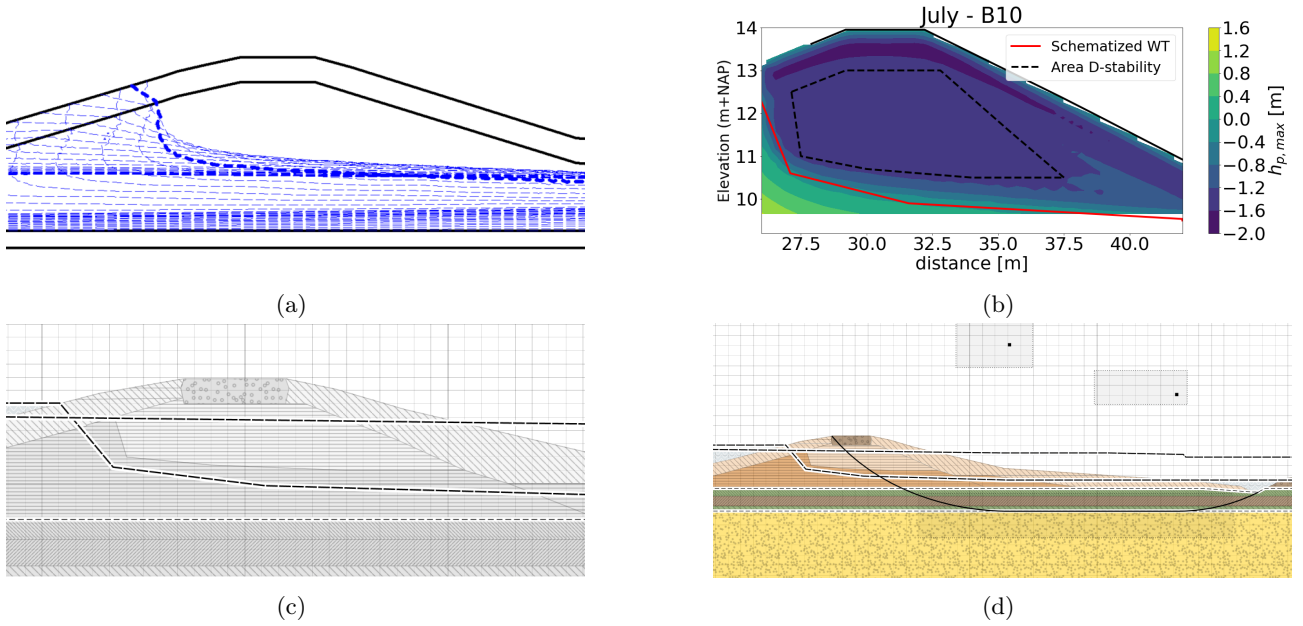 July - B10
Elevation (m+NAP)
14
13
12
11
10
Schematized WT
Area D-stability
27.5 30.0 32.5 35.0 37.5 40.0
distance [m]
1.6
1.2
0.8
0.4
0.0
−0.4
−0.8
−1.2
−1.6
−2.0
h_{p, max} [m]
(a)
(b)
(c)
(d)